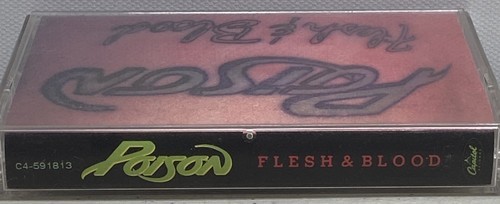 Flesh & Blood
Poison
C4-591813 POISON FLESH & BLOOD Capitol